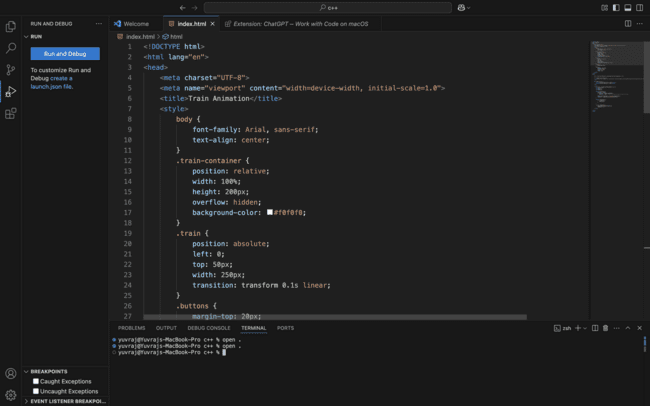 c++
RUN AND DEBUG
Welcome
index.html
Extension: ChatGPT – Work with Code on macOS
RUN
Run and Debug
To customize Run and
Debug create a
launch.json file.
index.html > html
1 <!DOCTYPE html>
2 <html lang="en">
3 <head>
4 <meta charset="UTF-8">
5 <meta name="viewport" content="width=device-width, initial-scale=1.0">
6 <title>Train Animation</title>
7 <style>
8 body {
9 font-family: Arial, sans-serif;
10 text-align: center;
11 }
12 .train-container {
13 position: relative;
14 width: 100%;
15 height: 200px;
16 overflow: hidden;
17 background-color: #f0f0f0;
18 }
19 .train {
20 position: absolute;
21 left: 0;
22 top: 50px;
23 width: 250px;
24 transition: transform 0.1s linear;
25 }
26 .buttons {
27 margin-top: 20px;
PROBLEMS OUTPUT DEBUG CONSOLE TERMINAL PORTS
zsh
yuvraj@Yuvrajs-MacBook-Pro c++ % open .
yuvraj@Yuvrajs-MacBook-Pro c++ % open .
yuvraj@Yuvrajs-MacBook-Pro c++ %
BREAKPOINTS
Caught Exceptions
Uncaught Exceptions
EVENT LISTENER BREAKPOI...